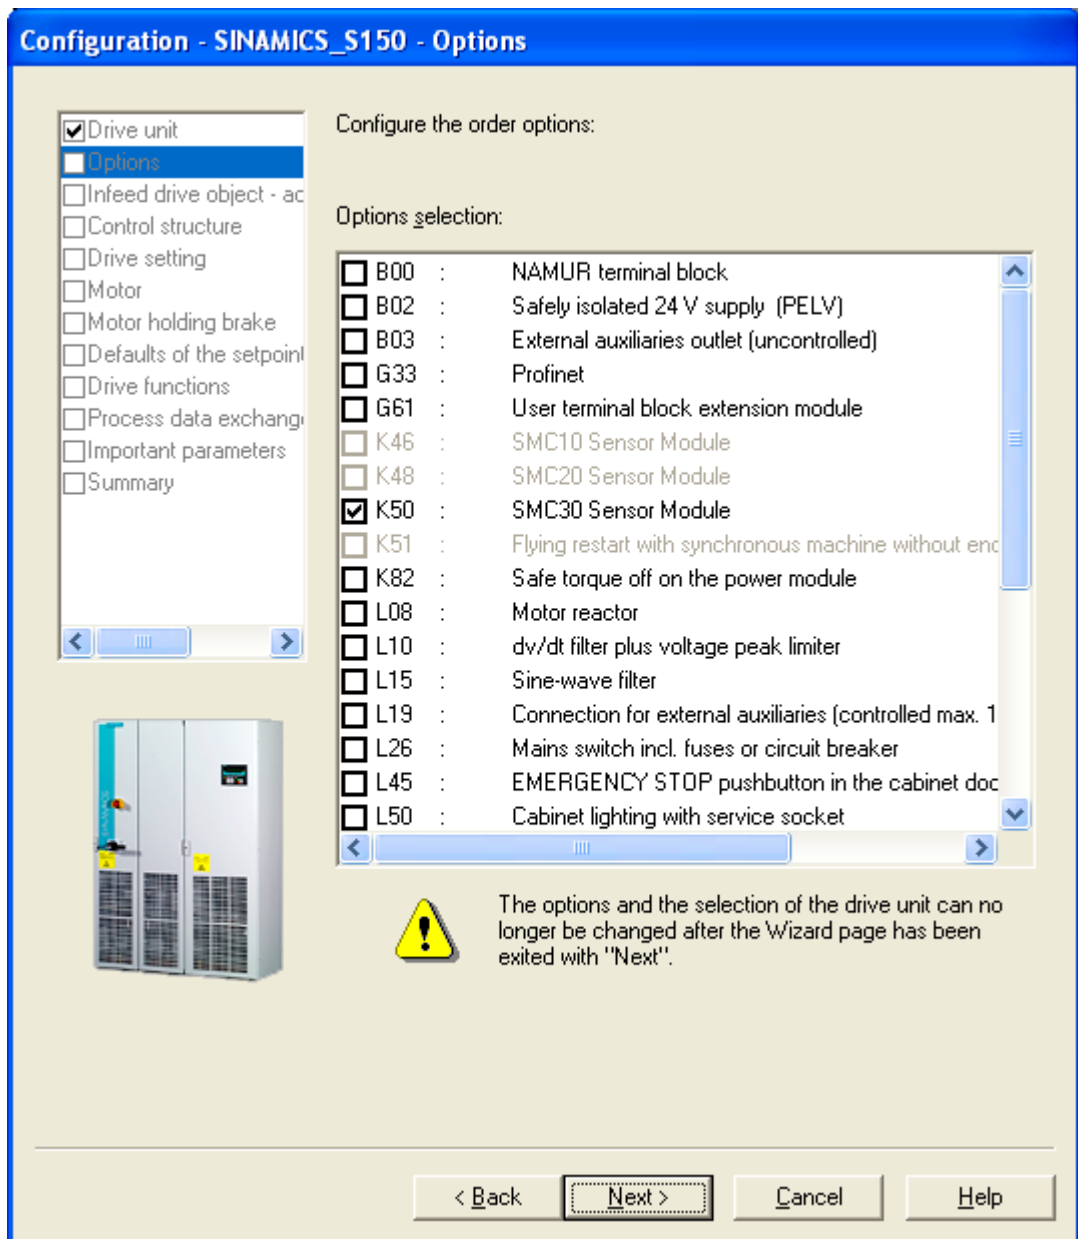 Configuration - SINAMICS_S150 - Options
Drive unit
Options
Infeed drive object - ac
Control structure
Drive setting
Motor
Motor holding brake
Defaults of the setpoint
Drive functions
Process data exchang
Important parameters
Summary
Configure the order options:
Options selection:
B00 : NAMUR terminal block
B02 : Safely isolated 24 V supply (PELV)
B03 : External auxiliaries outlet (uncontrolled)
G33 : Profinet
G61 : User terminal block extension module
K46 : SMC10 Sensor Module
K48 : SMC20 Sensor Module
K50 : SMC30 Sensor Module
K51 : Flying restart with synchronous machine without enc
K82 : Safe torque off on the power module
L08 : Motor reactor
L10 : dv/dt filter plus voltage peak limiter
L15 : Sine-wave filter
L19 : Connection for external auxiliaries (controlled max. 1
L26 : Mains switch incl. fuses or circuit breaker
L45 : EMERGENCY STOP pushbutton in the cabinet doc
L50 : Cabinet lighting with service socket
SINAMICS
The options and the selection of the drive unit can no
longer be changed after the Wizard page has been
exited with "Next".
< Back
Next >
Cancel
Help